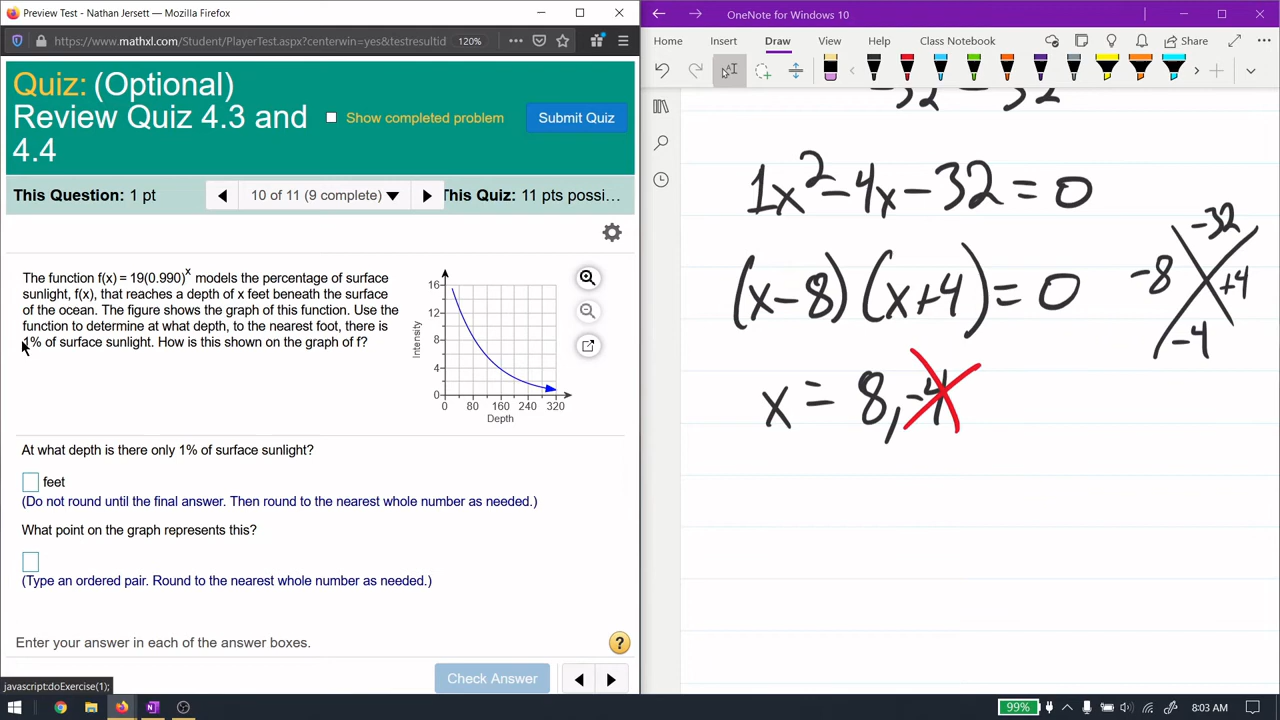 Preview Test - Nathan Jersett — Mozilla Firefox
https://www.mathxl.com/Student/PlayerTest.aspx?centerwin=yes&testresultid 120%
Quiz: (Optional)
Review Quiz 4.3 and
4.4
Show completed problem
Submit Quiz
This Question: 1 pt
10 of 11 (9 complete)
This Quiz: 11 pts possi...
The function f(x) = 19(0.990)^x models the percentage of surface
sunlight, f(x), that reaches a depth of x feet beneath the surface
of the ocean. The figure shows the graph of this function. Use the
function to determine at what depth, to the nearest foot, there is
1% of surface sunlight. How is this shown on the graph of f?
Intensity
16
12
8
4
0
0 80 160 240 320
Depth
At what depth is there only 1% of surface sunlight?
feet
(Do not round until the final answer. Then round to the nearest whole number as needed.)
What point on the graph represents this?
(Type an ordered pair. Round to the nearest whole number as needed.)
Enter your answer in each of the answer boxes.
?
Check Answer
javascript:doExercise(1);
OneNote for Windows 10
Home Insert Draw View Help Class Notebook Share
-32 -32
1x² - 4x - 32 = 0
(x - 8) (x + 4) = 0
-32
-8 +4
-4
x = 8, -4
99%
8:03 AM